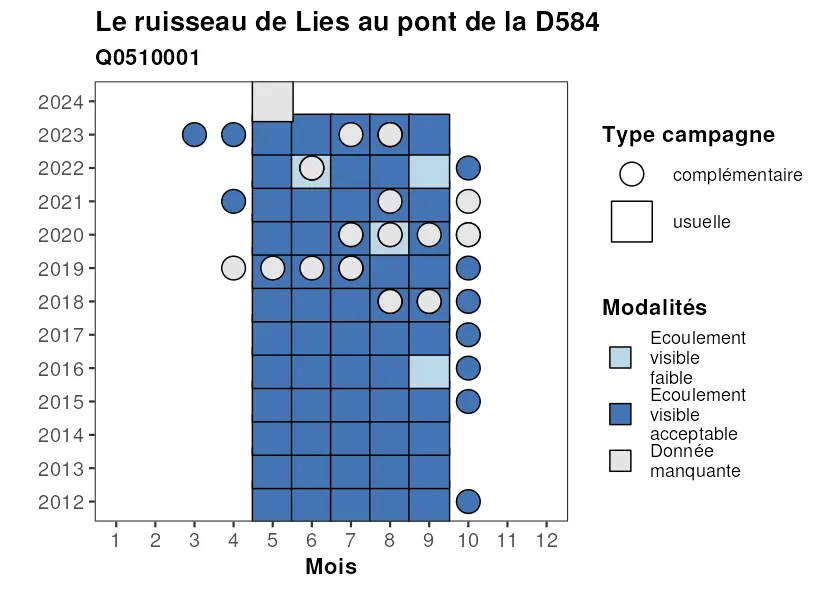 Le ruisseau de Lies au pont de la D584
Q0510001
2024
2023
2022
2021
2020
2019
2018
2017
2016
2015
2014
2013
2012
1 2 3 4 5 6 7 8 9 10 11 12
Mois
Type campagne
complémentaire
usuelle
Modalités
Ecoulement
visible
faible
Ecoulement
visible
acceptable
Donnée
manquante